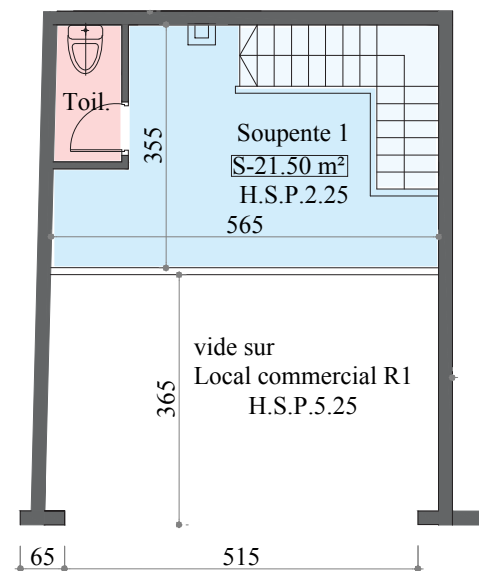 Toil.
355
Soupente 1
S-21.50 m²
H.S.P.2.25
565
vide sur
Local commercial R1
H.S.P.5.25
365
65
515